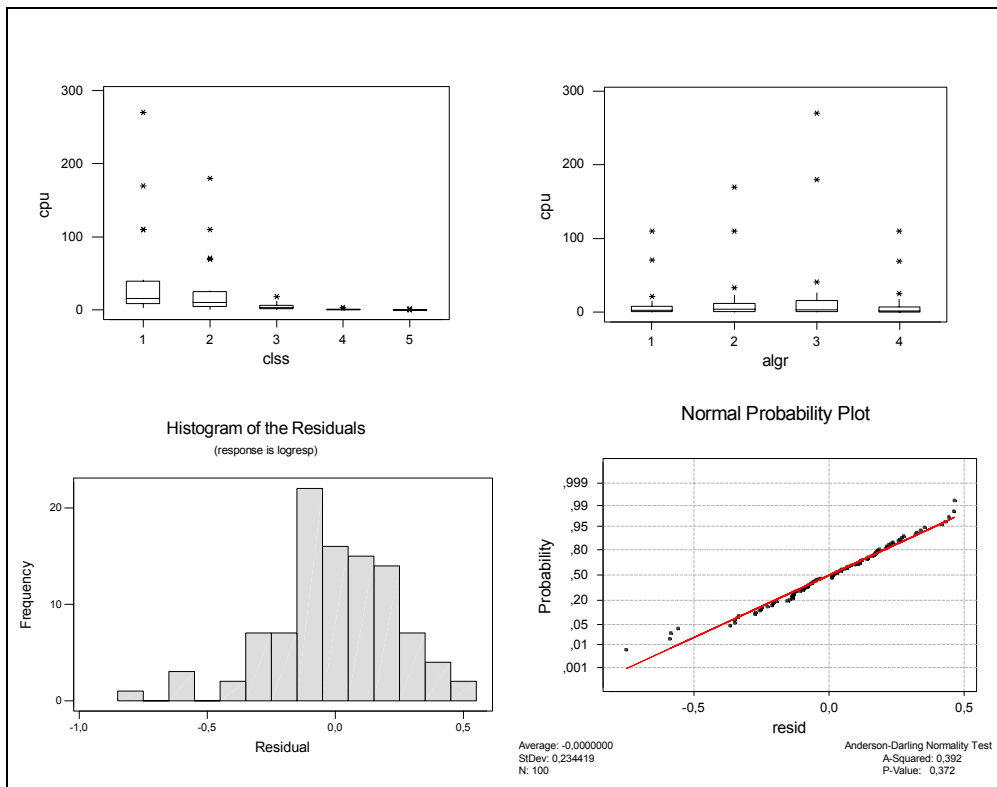 300
200
100
0
cpu
1 2 3 4 5
clss
300
200
100
0
cpu
1 2 3 4
algr
Histogram of the Residuals
(response is logresp)
20
10
0
Frequency
-1,0 -0,5 0,0 0,5
Residual
Normal Probability Plot
,999
,99
,95
,80
,50
,20
,05
,01
,001
Probability
-0,5 0,0 0,5
resid
Average: -0,0000000
StDev: 0,234419
N: 100
Anderson-Darling Normality Test
A-Squared: 0,392
P-Value: 0,372